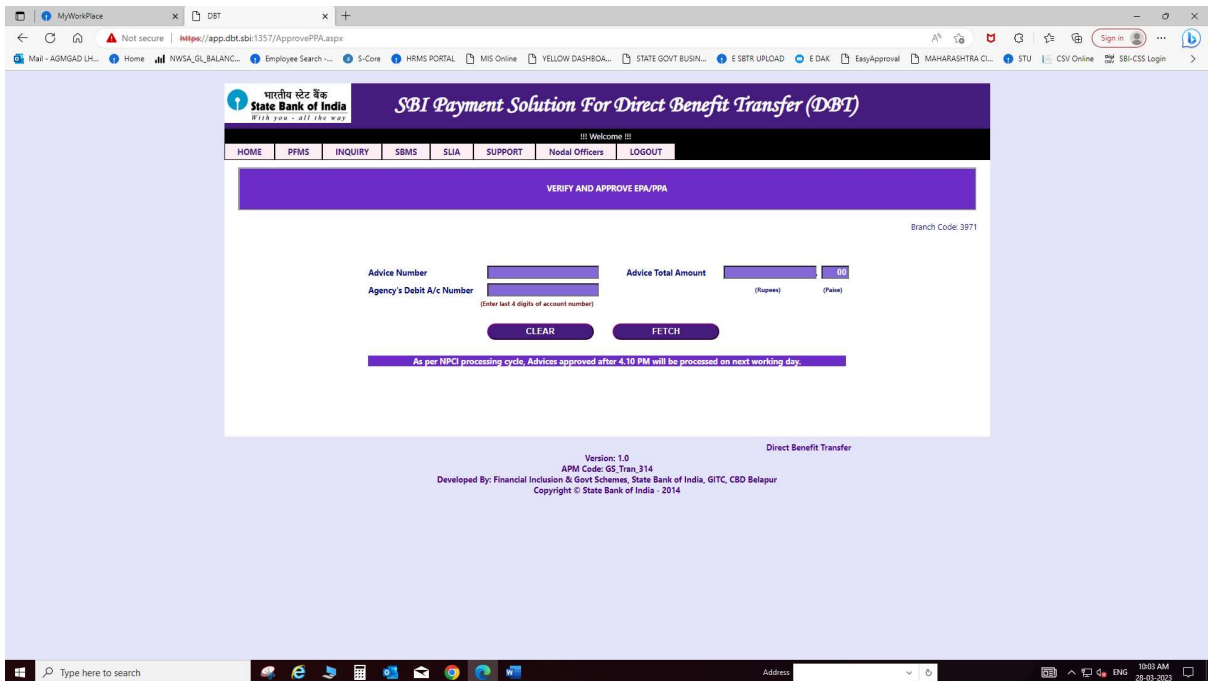 MyWorkPlace
DBT
Not secure | https://app.dbt.sbi:1357/ApprovePPA.aspx
Sign in
Mail - AGMGAD LH... Home NWSA_GL_BALANC... Employee Search -... S-Core HRMS PORTAL MIS Online YELLOW DASHBOA... STATE GOVT BUSIN... E SBTR UPLOAD E DAK EasyApproval MAHARASHTRA CI... STU CSV Online SBI-CSS Login
भारतीय स्टेट बैंक
State Bank of India
With you - all the way
SBI Payment Solution For Direct Benefit Transfer (DBT)
!!! Welcome !!!
HOME PFMS INQUIRY SBMS SLIA SUPPORT Nodal Officers LOGOUT
VERIFY AND APPROVE EPA/PPA
Branch Code: 3971
Advice Number Advice Total Amount . 00
Agency's Debit A/c Number (Rupees) (Paise)
(Enter last 4 digits of account number)
CLEAR FETCH
As per NPCI processing cycle, Advices approved after 4.10 PM will be processed on next working day.
Direct Benefit Transfer
Version: 1.0
APM Code: GS_Tran_314
Developed By: Financial Inclusion & Govt Schemes, State Bank of India, GITC, CBD Belapur
Copyright © State Bank of India - 2014
Type here to search
Address
ENG
10:03 AM
28-03-2023